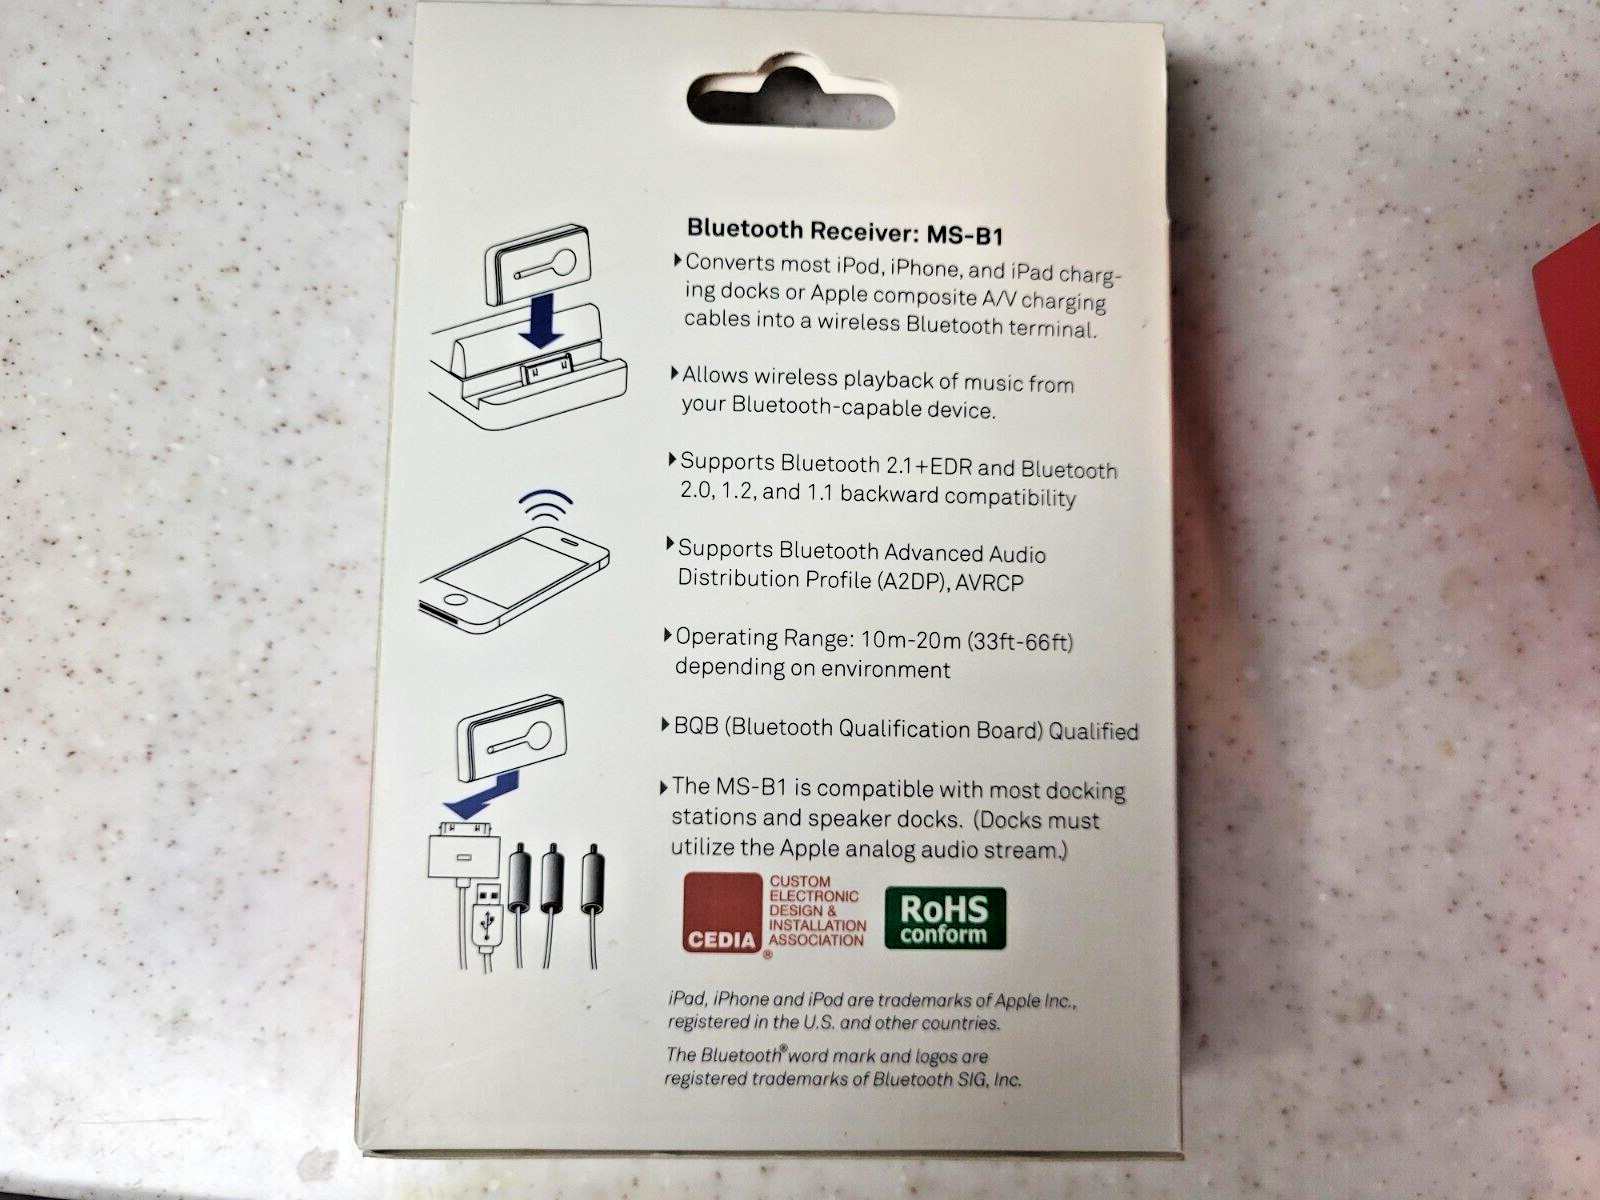 Bluetooth Receiver: MS-B1
Converts most iPod, iPhone, and iPad charg-
ing docks or Apple composite A/V charging
cables into a wireless Bluetooth terminal.
Allows wireless playback of music from
your Bluetooth-capable device.
Supports Bluetooth 2.1+EDR and Bluetooth
2.0, 1.2, and 1.1 backward compatibility
Supports Bluetooth Advanced Audio
Distribution Profile (A2DP), AVRCP
Operating Range: 10m-20m (33ft-66ft)
depending on environment
BQB (Bluetooth Qualification Board) Qualified
The MS-B1 is compatible with most docking
stations and speaker docks. (Docks must
utilize the Apple analog audio stream.)
CEDIA®
CUSTOM
ELECTRONIC
DESIGN &
INSTALLATION
ASSOCIATION
RoHS
conform
iPad, iPhone and iPod are trademarks of Apple Inc.,
registered in the U.S. and other countries.
The Bluetooth® word mark and logos are
registered trademarks of Bluetooth SIG, Inc.